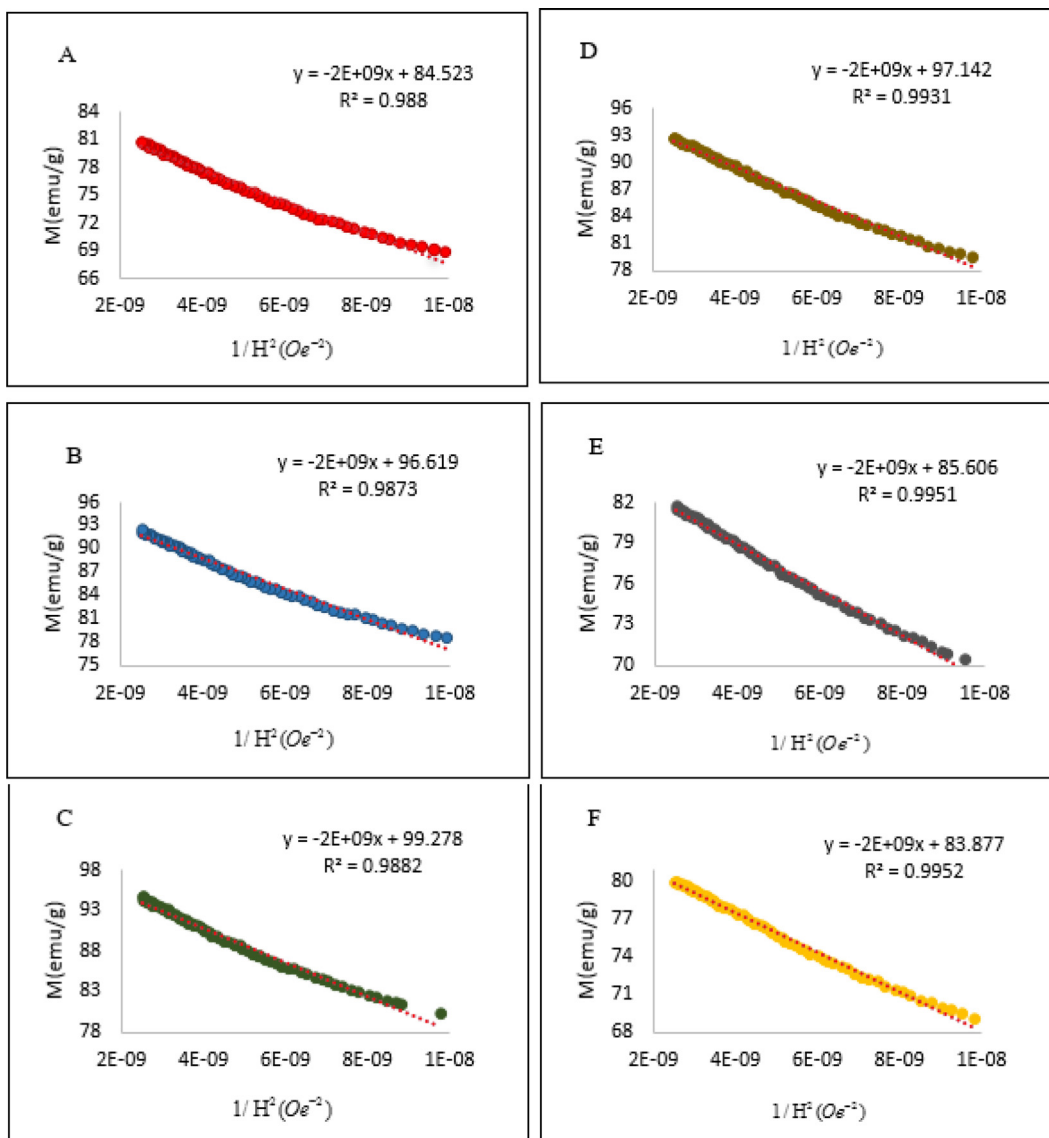 A
y = -2E+09x + 84.523
R² = 0.988
M(emu/g)
84
81
78
75
72
69
66
2E-09 4E-09 6E-09 8E-09 1E-08
1/H²(Oe⁻²)
D
y = -2E+09x + 97.142
R² = 0.9931
M(emu/g)
96
93
90
87
84
81
78
2E-09 4E-09 6E-09 8E-09 1E-08
1/H²(Oe⁻²)
B
y = -2E+09x + 96.619
R² = 0.9873
M(emu/g)
96
93
90
87
84
81
78
75
2E-09 4E-09 6E-09 8E-09 1E-08
1/H²(Oe⁻²)
E
y = -2E+09x + 85.606
R² = 0.9951
M(emu/g)
82
79
76
73
70
2E-09 4E-09 6E-09 8E-09 1E-08
1/H²(Oe⁻²)
C
y = -2E+09x + 99.278
R² = 0.9882
M(emu/g)
98
93
88
83
78
2E-09 4E-09 6E-09 8E-09 1E-08
1/H²(Oe⁻²)
F
y = -2E+09x + 83.877
R² = 0.9952
M(emu/g)
80
77
74
71
68
2E-09 4E-09 6E-09 8E-09 1E-08
1/H²(Oe⁻²)